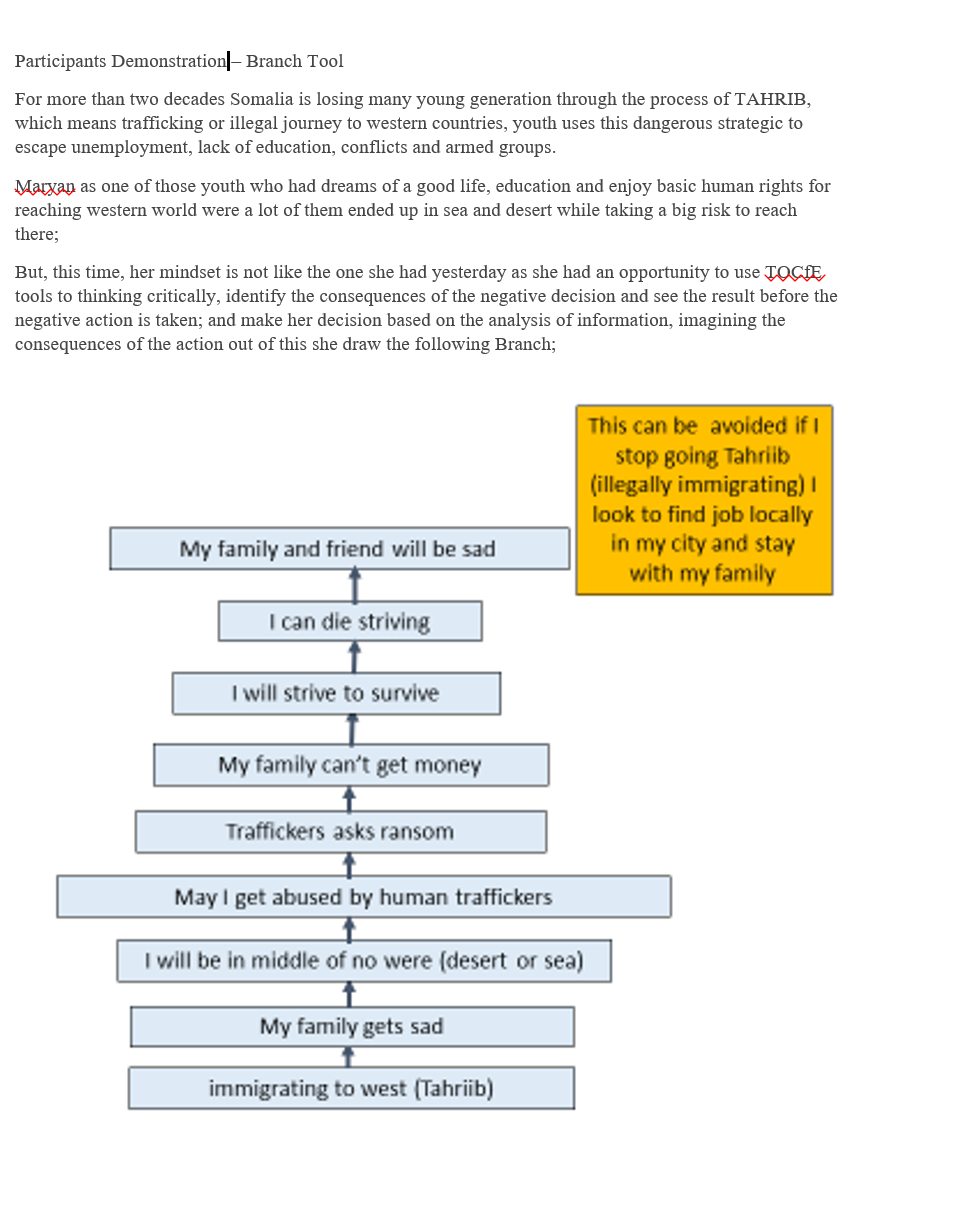 Participants Demonstration – Branch Tool
For more than two decades Somalia is losing many young generation through the process of TAHRIB,
which means trafficking or illegal journey to western countries, youth uses this dangerous strategic to
escape unemployment, lack of education, conflicts and armed groups.
Maryan as one of those youth who had dreams of a good life, education and enjoy basic human rights for
reaching western world were a lot of them ended up in sea and desert while taking a big risk to reach
there;
But, this time, her mindset is not like the one she had yesterday as she had an opportunity to use TOCfE
tools to thinking critically, identify the consequences of the negative decision and see the result before the
negative action is taken; and make her decision based on the analysis of information, imagining the
consequences of the action out of this she draw the following Branch;
This can be avoided if I
stop going Tahriib
(illegally immigrating) I
look to find job locally
in my city and stay
with my family
My family and friend will be sad
I can die striving
I will strive to survive
My family can't get money
Traffickers asks ransom
May I get abused by human traffickers
I will be in middle of no were (desert or sea)
My family gets sad
immigrating to west (Tahriib)